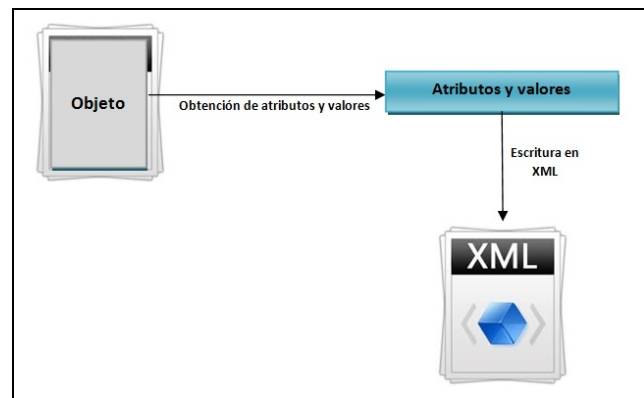 Objeto
Obtención de atributos y valores
Atributos y valores
Escritura en
XML
XML